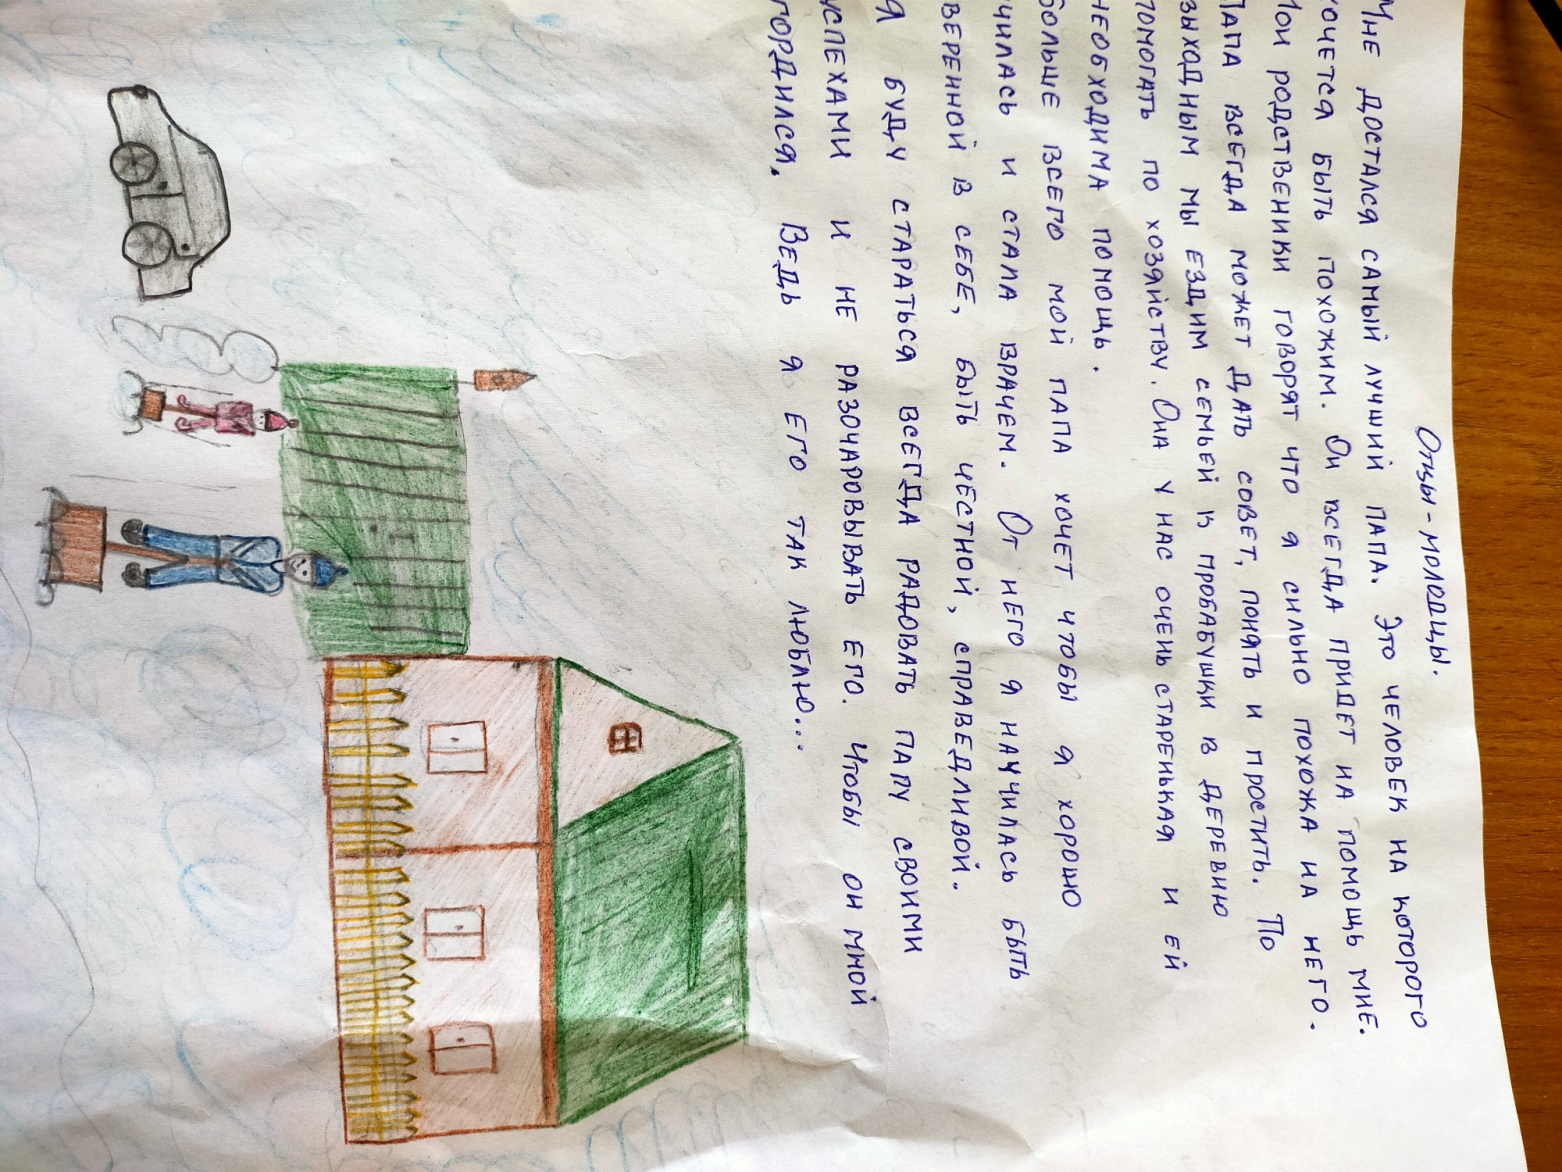 Отцы-молодцы.
Мне достался самый лучший папа. Это человек на которого
хочется быть похожим. Он всегда придет на помощь мне.
Мои родственики говорят что я сильно похожа на него.
Папа всегда может дать совет, понять и простить. По
выходным мы ездим семьей к пробабушки в деревню
помогать по хозяйству. Она у нас очень старенькая и ей
необходима помощь.
Больше всего мой папа хочет чтобы я хорошо
училась и стала врачем. От него я научилась быть
уверенной в себе, быть честной, справедливой.
Я буду стараться всегда радовать папу своими
успехами и не разочаровывать его. Чтобы он мной
гордился. Ведь я его так люблю...